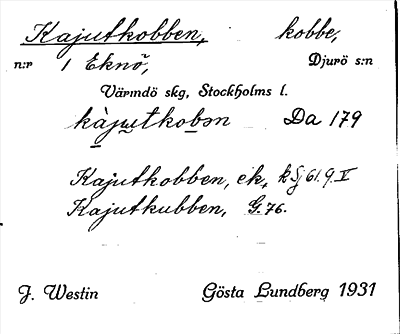 Kajutkobben, kobbe,
n:r 1 Eknö, Djurö s:n
Värmdö skg, Stockholms l.
kàjutkobən Da 179
Kajutkobben, ek, 61.9.V
Kajutkubben, G.76.
J. Westin Gösta Lundberg 1931